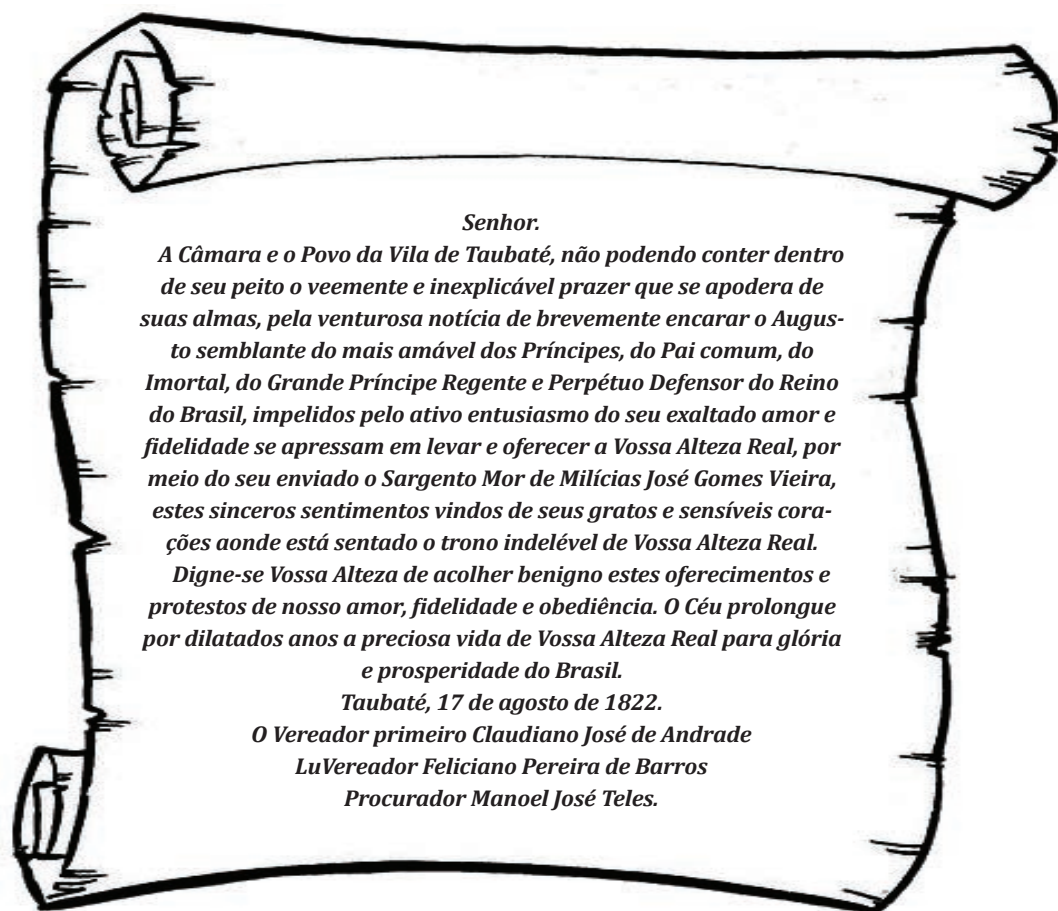 Senhor.
A Câmara e o Povo da Vila de Taubaté, não podendo conter dentro
de seu peito o veemente e inexplicável prazer que se apodera de
suas almas, pela venturosa notícia de brevemente encarar o Augus-
to semblante do mais amável dos Príncipes, do Pai comum, do
Imortal, do Grande Príncipe Regente e Perpétuo Defensor do Reino
do Brasil, impelidos pelo ativo entusiasmo do seu exaltado amor e
fidelidade se apressam em levar e oferecer a Vossa Alteza Real, por
meio do seu enviado o Sargento Mor de Milícias José Gomes Vieira,
estes sinceros sentimentos vindos de seus gratos e sensíveis cora-
ções aonde está sentado o trono indelével de Vossa Alteza Real.
Digne-se Vossa Alteza de acolher benigno estes oferecimentos e
protestos de nosso amor, fidelidade e obediência. O Céu prolongue
por dilatados anos a preciosa vida de Vossa Alteza Real para glória
e prosperidade do Brasil.
Taubaté, 17 de agosto de 1822.
O Vereador primeiro Claudiano José de Andrade
LuVereador Feliciano Pereira de Barros
Procurador Manoel José Teles.